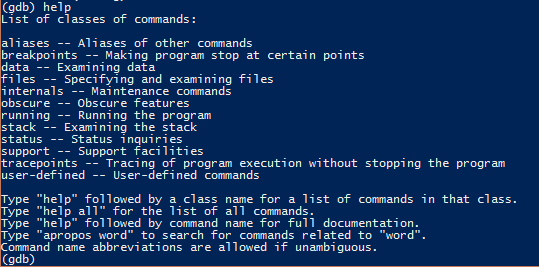 (gdb) help
List of classes of commands:
aliases -- Aliases of other commands
breakpoints -- Making program stop at certain points
data -- Examining data
files -- Specifying and examining files
internals -- Maintenance commands
obscure -- Obscure features
running -- Running the program
stack -- Examining the stack
status -- Status inquiries
support -- Support facilities
tracepoints -- Tracing of program execution without stopping the program
user-defined -- User-defined commands
Type "help" followed by a class name for a list of commands in that class.
Type "help all" for the list of all commands.
Type "help" followed by command name for full documentation.
Type "apropos word" to search for commands related to "word".
Command name abbreviations are allowed if unambiguous.
(gdb)